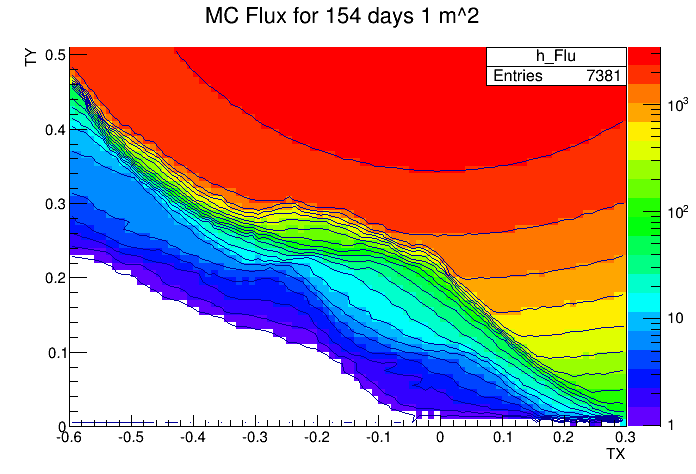 MC Flux for 154 days 1 m^2
TY
h_Flu
Entries 7381
0.5
0.4
0.3
0.2
0.1
0
-0.6 -0.5 -0.4 -0.3 -0.2 -0.1 0 0.1 0.2 0.3
TX
10³
10²
10
1